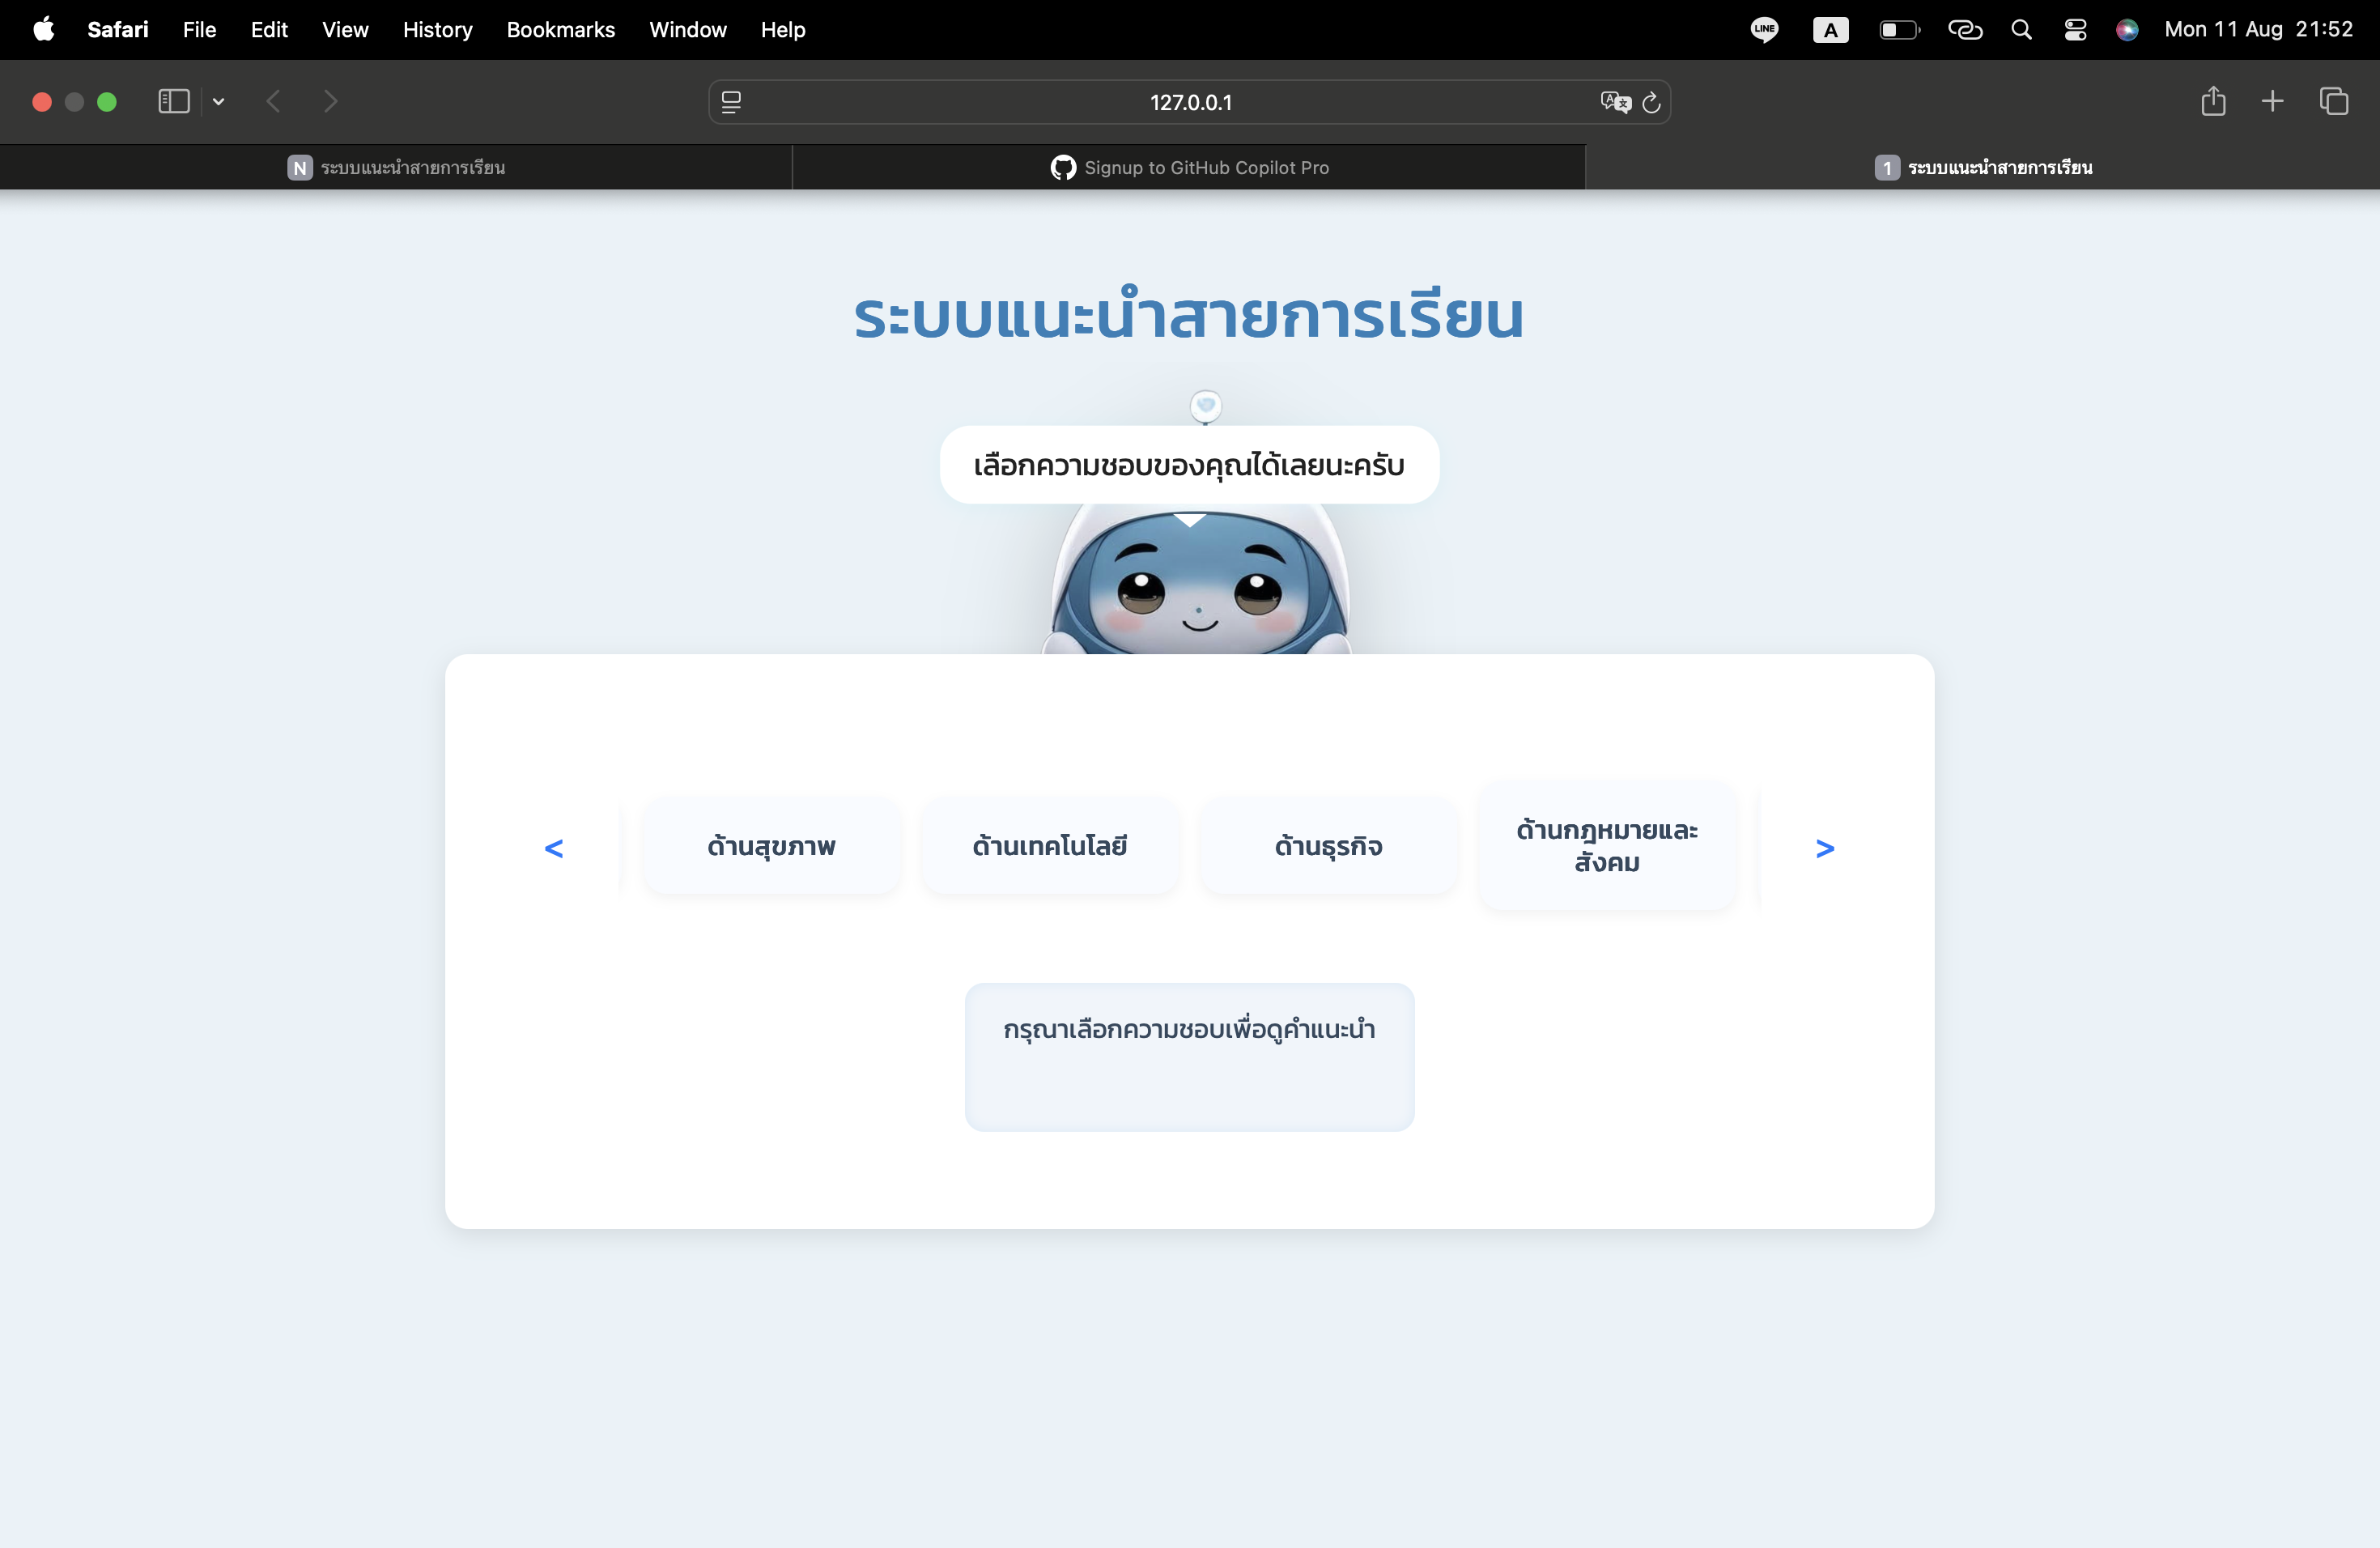 Safari File Edit View History Bookmarks Window Help LINE A Mon 11 Aug 21:52
127.0.0.1
N ระบบแนะนำสายการเรียน
Signup to GitHub Copilot Pro
1 ระบบแนะนำสายการเรียน
ระบบแนะนำสายการเรียน
เลือกความชอบของคุณได้เลยนะครับ
<
ด้านสุขภาพ
ด้านเทคโนโลยี
ด้านธุรกิจ
ด้านกฎหมายและ
สังคม
>
กรุณาเลือกความชอบเพื่อดูคำแนะนำ